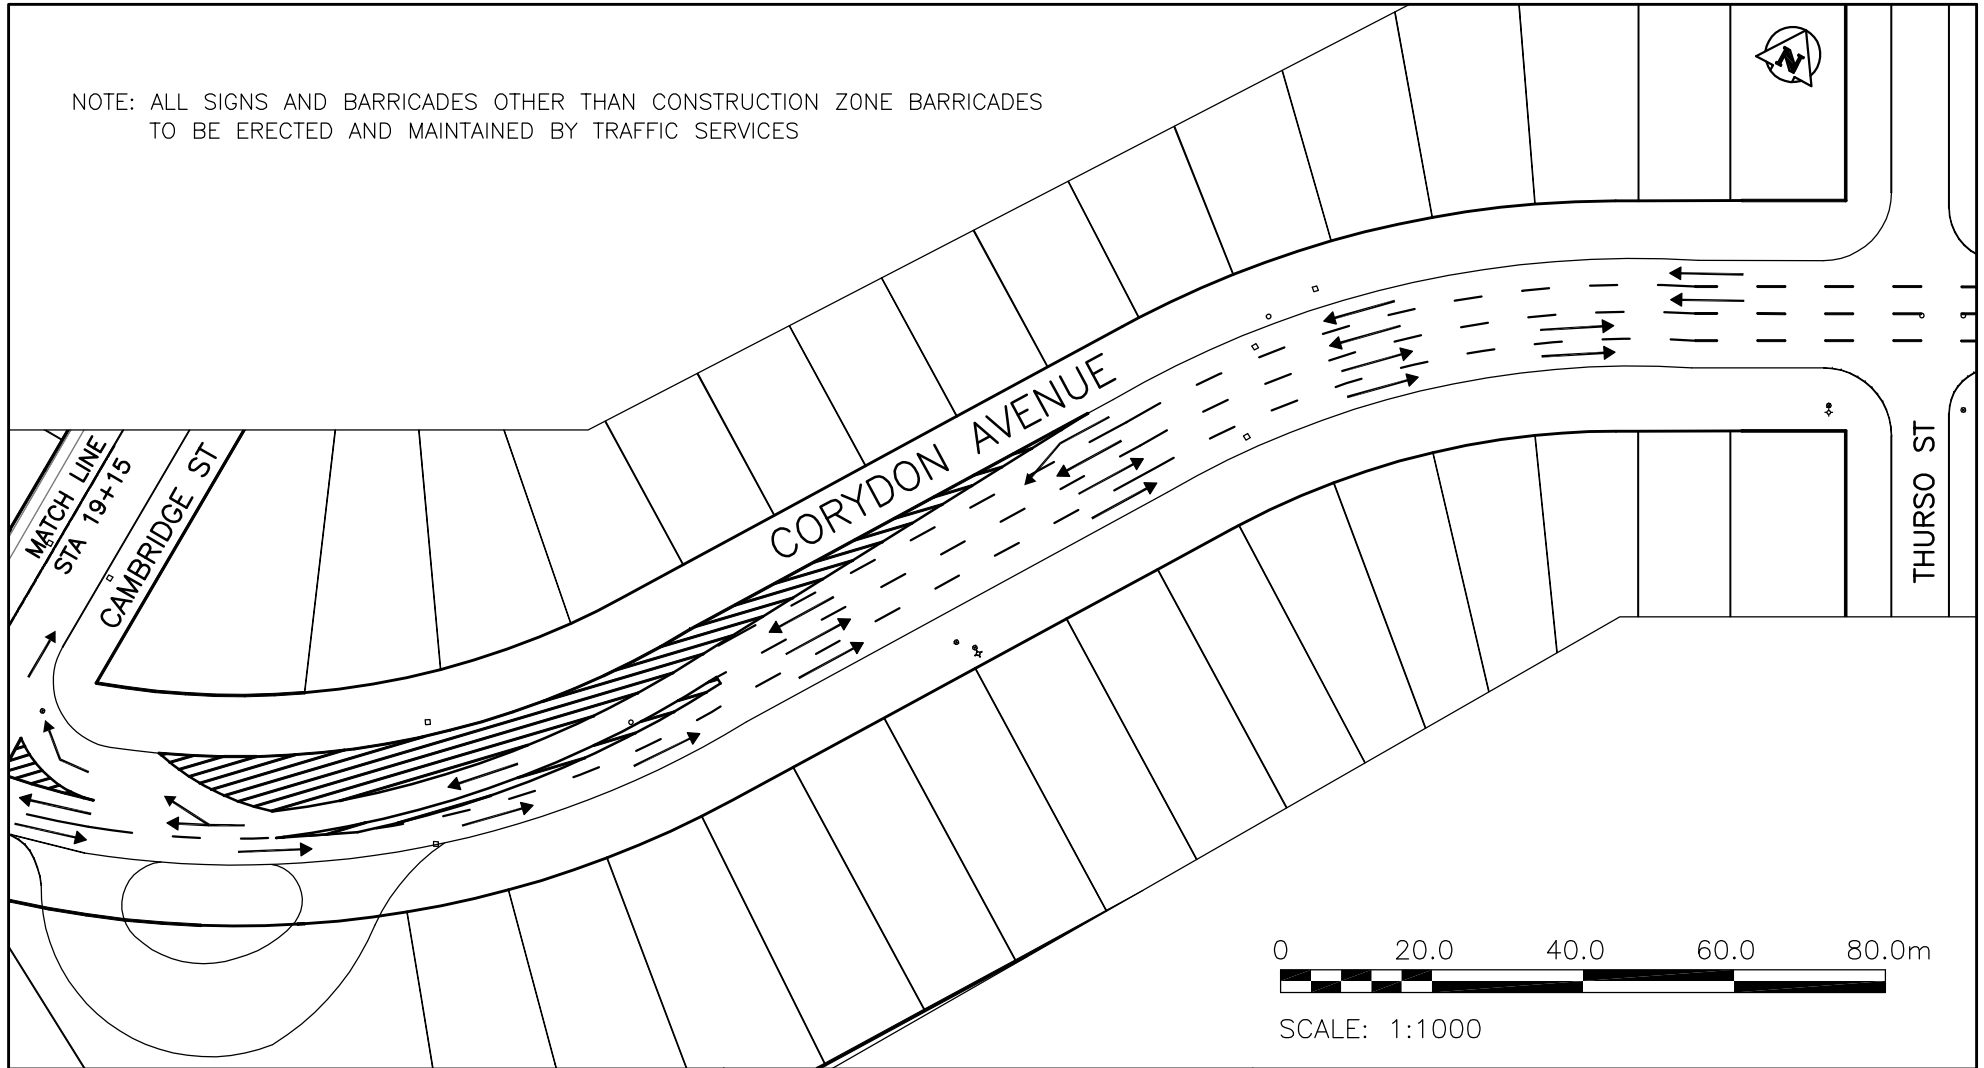 NOTE: ALL SIGNS AND BARRICADES OTHER THAN CONSTRUCTION ZONE BARRICADES
TO BE ERECTED AND MAINTAINED BY TRAFFIC SERVICES
N
CORYDON AVENUE
MATCH LINE
STA 19+15
CAMBRIDGE ST
THURSO ST
0 20.0 40.0 60.0 80.0m
SCALE: 1:1000